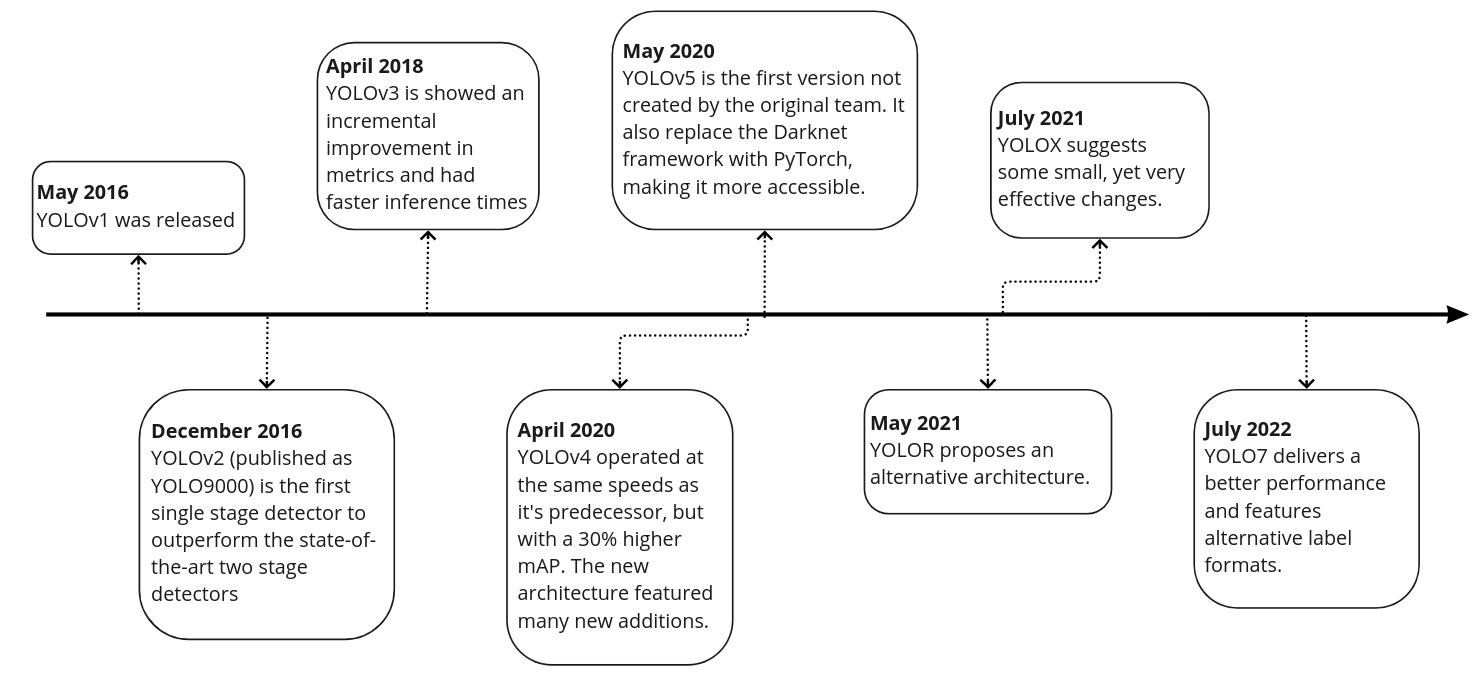 May 2016
YOLOv1 was released
December 2016
YOLOv2 (published as
YOLO9000) is the first
single stage detector to
outperform the state-of-
the-art two stage
detectors
April 2018
YOLOv3 is showed an
incremental
improvement in
metrics and had
faster inference times
April 2020
YOLOv4 operated at
the same speeds as
it's predecessor, but
with a 30% higher
mAP. The new
architecture featured
many new additions.
May 2020
YOLOv5 is the first version not
created by the original team. It
also replace the Darknet
framework with PyTorch,
making it more accessible.
May 2021
YOLOR proposes an
alternative architecture.
July 2021
YOLOX suggests
some small, yet very
effective changes.
July 2022
YOLO7 delivers a
better performance
and features
alternative label
formats.